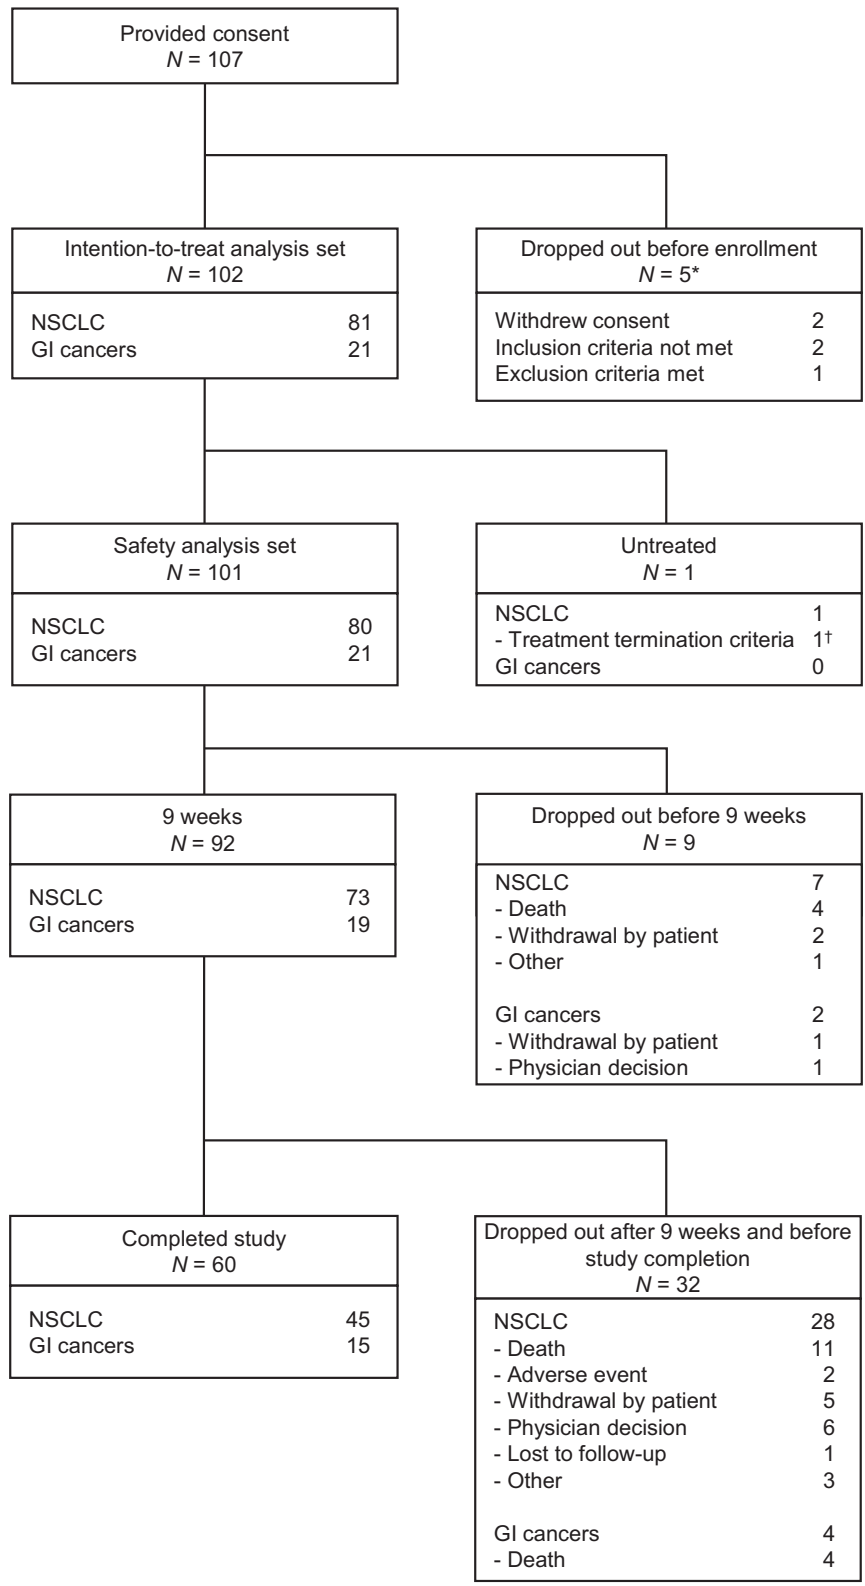 Provided consent
N = 107
Intention-to-treat analysis set
N = 102
NSCLC 81
GI cancers 21
Dropped out before enrollment
N = 5*
Withdrew consent 2
Inclusion criteria not met 2
Exclusion criteria met 1
Safety analysis set
N = 101
NSCLC 80
GI cancers 21
Untreated
N = 1
NSCLC 1
- Treatment termination criteria 1†
GI cancers 0
9 weeks
N = 92
NSCLC 73
GI cancers 19
Dropped out before 9 weeks
N = 9
NSCLC 7
- Death 4
- Withdrawal by patient 2
- Other 1
GI cancers 2
- Withdrawal by patient 1
- Physician decision 1
Completed study
N = 60
NSCLC 45
GI cancers 15
Dropped out after 9 weeks and before
study completion
N = 32
NSCLC 28
- Death 11
- Adverse event 2
- Withdrawal by patient 5
- Physician decision 6
- Lost to follow-up 1
- Other 3
GI cancers 4
- Death 4